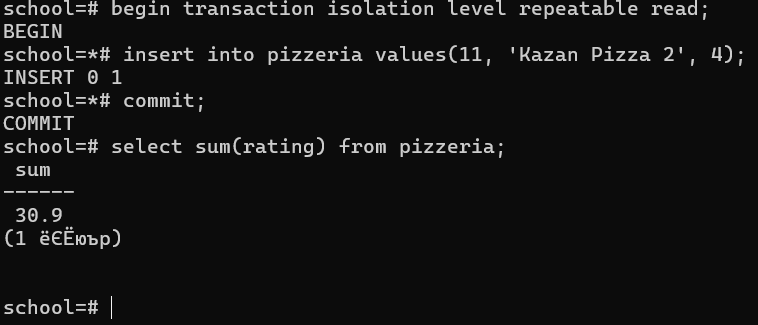 school=# begin transaction isolation level repeatable read;
BEGIN
school=*# insert into pizzeria values(11, 'Kazan Pizza 2', 4);
INSERT 0 1
school=*# commit;
COMMIT
school=# select sum(rating) from pizzeria;
sum
------
30.9
(1 ёЄЁюър)
school=#